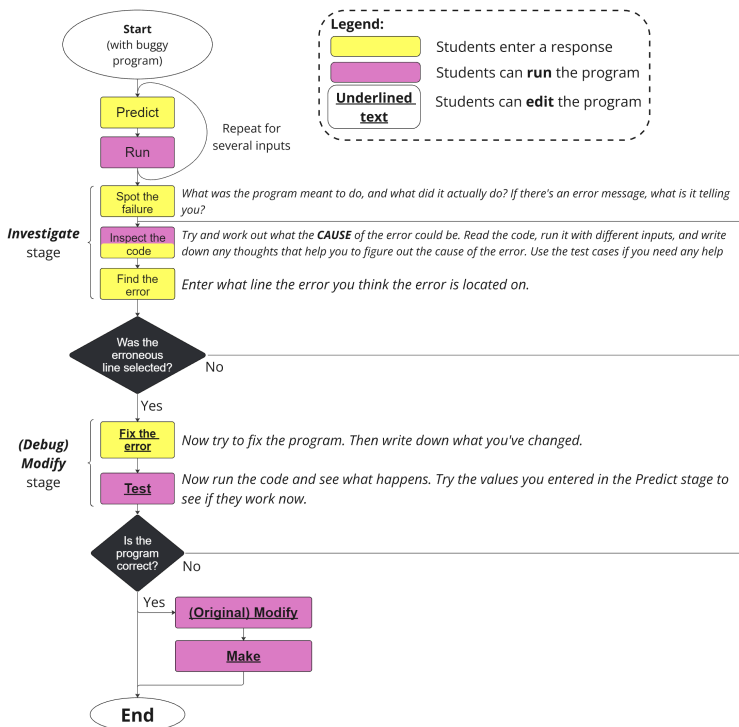 Start
(with buggy
program)
Legend:
Students enter a response
Students can run the program
Underlined
text
Students can edit the program
Predict
Run
Repeat for
several inputs
Investigate
stage
Spot the
failure
What was the program meant to do, and what did it actually do? If there's an error message, what is it telling
you?
Inspect the
code
Try and work out what the CAUSE of the error could be. Read the code, run it with different inputs, and write
down any thoughts that help you to figure out the cause of the error. Use the test cases if you need any help
Find the
error
Enter what line the error you think the error is located on.
Was the
erroneous
line selected?
No
Yes
(Debug)
Modify
stage
Fix the
error
Now try to fix the program. Then write down what you've changed.
Test
Now run the code and see what happens. Try the values you entered in the Predict stage to
see if they work now.
Is the
program
correct?
No
Yes
(Original) Modify
Make
End